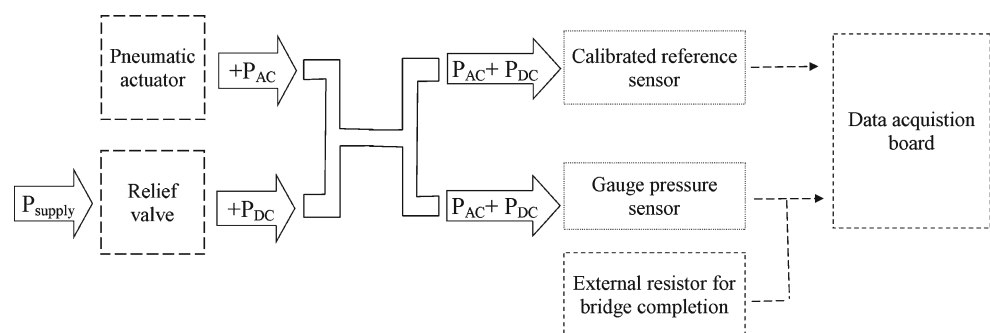 Pneumatic
actuator
+P_AC
P_AC+ P_DC
Calibrated reference
sensor
Data acquistion
board
P_supply
Relief
valve
+P_DC
P_AC+ P_DC
Gauge pressure
sensor
External resistor for
bridge completion